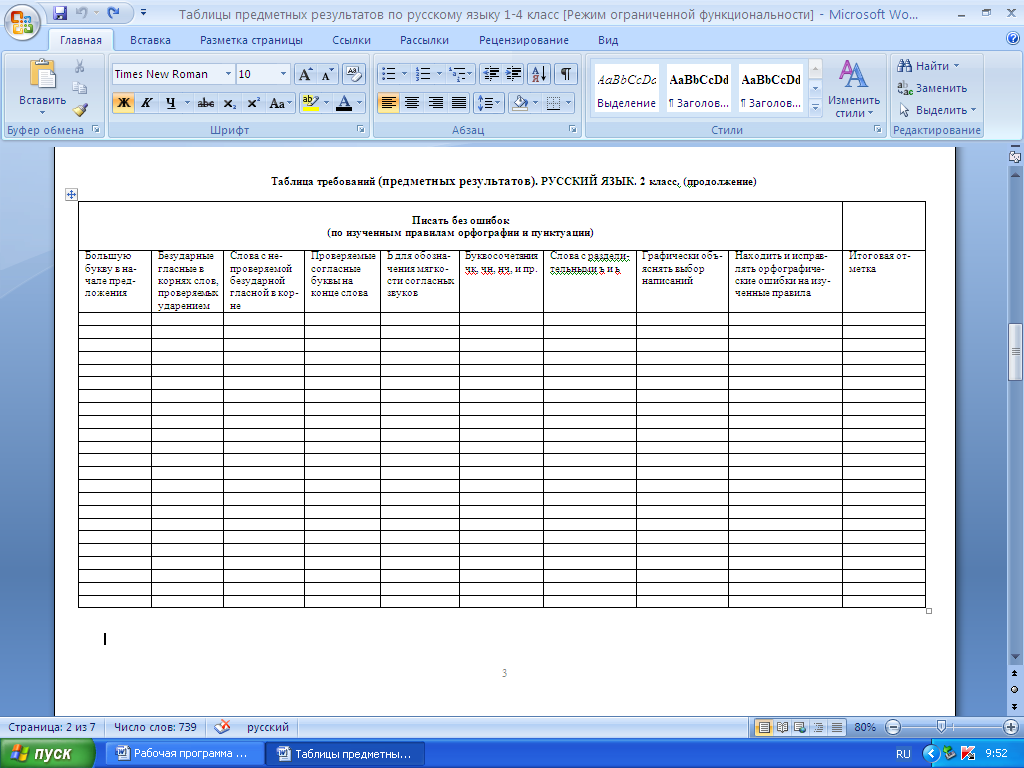 Таблицы предметных результатов по русскому языку 1-4 класс [Режим ограниченной функциональности] - Microsoft Wo...
Главная Вставка Разметка страницы Ссылки Рассылки Рецензирование Вид
Вставить
Буфер обмена
Times New Roman 10
Ж К Ч abc x₂ x² Aa
Шрифт
Абзац
AaBbCcDc AaBbCcDd AaBbCcDd
Выделение ¶ Заголов... ¶ Заголов...
Изменить
стили
Стили
Найти
Заменить
Выделить
Редактирование
Таблица требований (предметных результатов). РУССКИЙ ЯЗЫК. 2 класс, (продолжение)
Писать без ошибок
(по изученным правилам орфографии и пунктуации)
Большую
букву в на-
чале пред-
ложения
Безударные
гласные в
корнях слов,
проверяемых
ударением
Слова с не-
проверяемой
безударной
гласной в кор-
не
Проверяемые
согласные
буквы на
конце слова
Ь для обозна-
чения мягко-
сти согласных
звуков
Буквосочетания
чк, чн, нч, и пр.
Слова с раздели-
тельными ъ и ь
Графически объ-
яснять выбор
написаний
Находить и исправ-
лять орфографиче-
ские ошибки на изу-
ченные правила
Итоговая от-
метка
3
Страница: 2 из 7 Число слов: 739 русский 80%
пуск Рабочая программа ... Таблицы предметны... RU 9:52